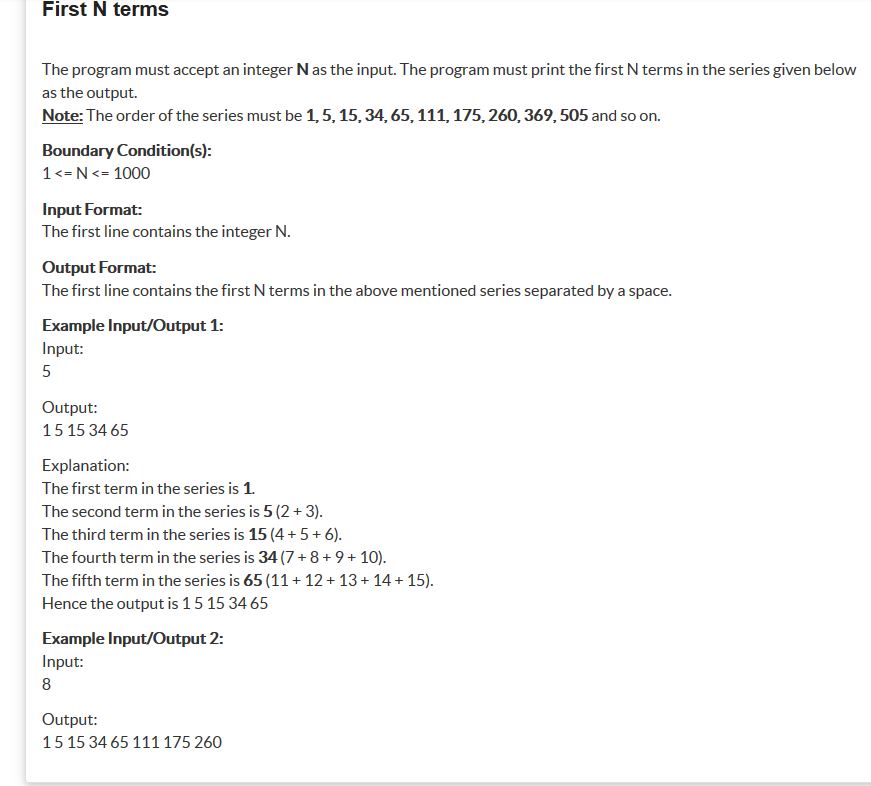 First N terms
The program must accept an integer N as the input. The program must print the first N terms in the series given below
as the output.
Note: The order of the series must be 1, 5, 15, 34, 65, 111, 175, 260, 369, 505 and so on.
Boundary Condition(s):
1 <= N <= 1000
Input Format:
The first line contains the integer N.
Output Format:
The first line contains the first N terms in the above mentioned series separated by a space.
Example Input/Output 1:
Input:
5
Output:
1 5 15 34 65
Explanation:
The first term in the series is 1.
The second term in the series is 5 (2 + 3).
The third term in the series is 15 (4 + 5 + 6).
The fourth term in the series is 34 (7 + 8 + 9 + 10).
The fifth term in the series is 65 (11 + 12 + 13 + 14 + 15).
Hence the output is 1 5 15 34 65
Example Input/Output 2:
Input:
8
Output:
1 5 15 34 65 111 175 260